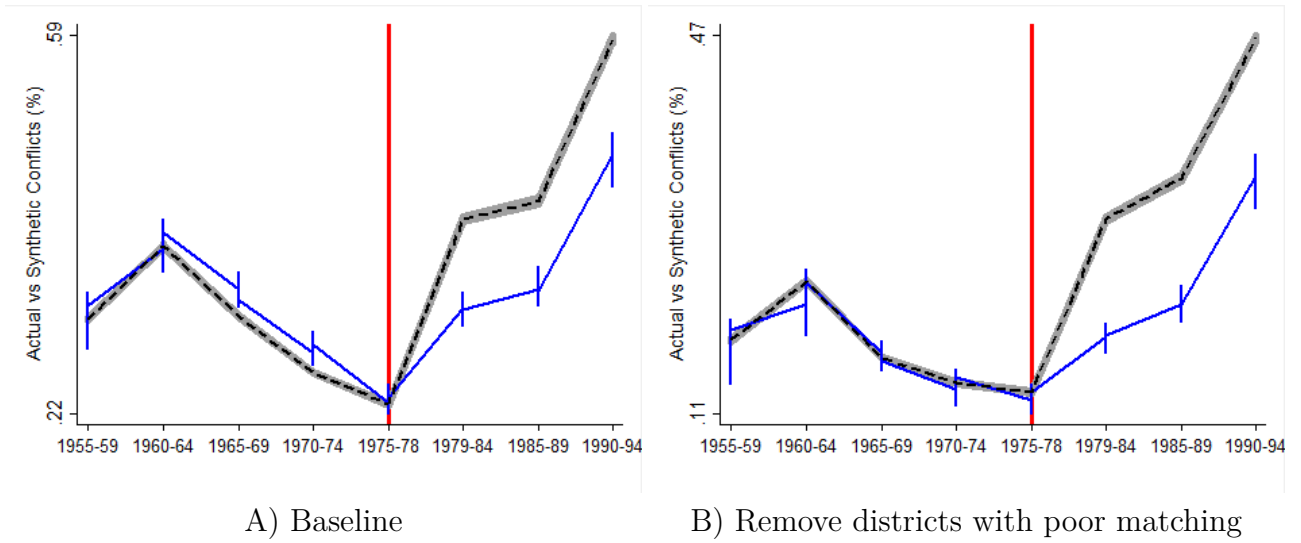 Actual vs Synthetic Conflicts (%)
.59
.22
1955-59 1960-64 1965-69 1970-74 1975-78 1979-84 1985-89 1990-94
A) Baseline
Actual vs Synthetic Conflicts (%)
.47
.11
1955-59 1960-64 1965-69 1970-74 1975-78 1979-84 1985-89 1990-94
B) Remove districts with poor matching